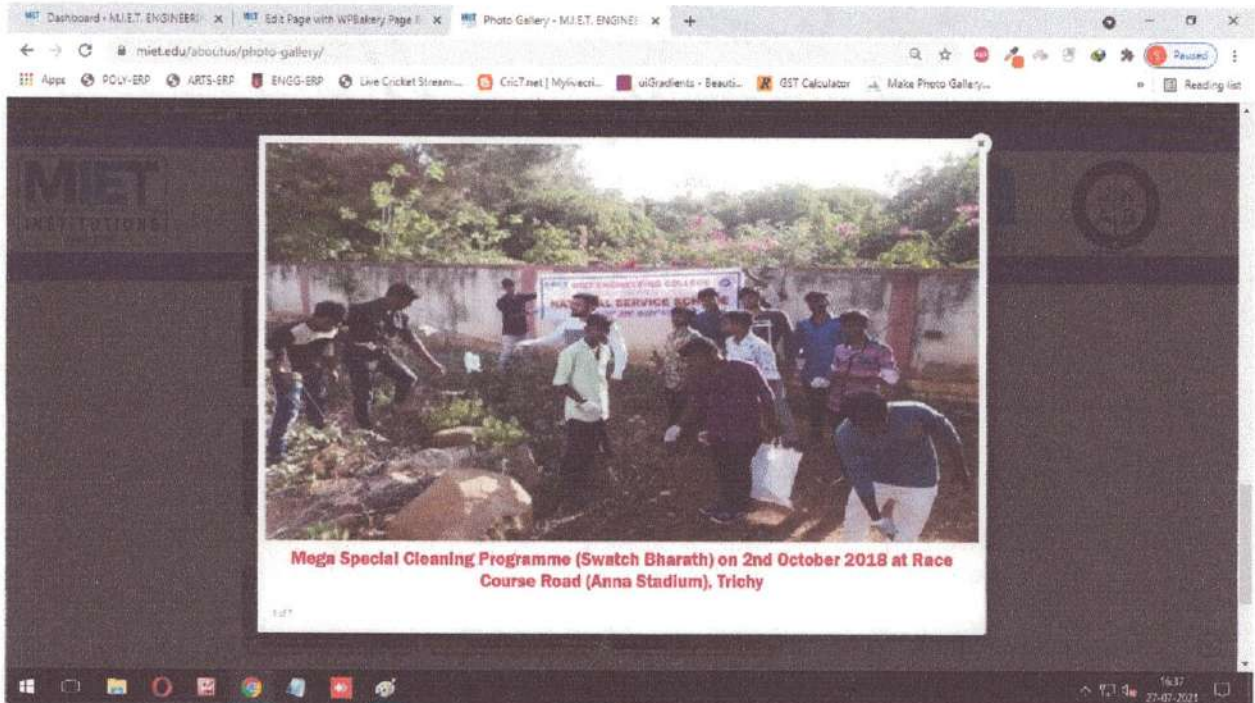 Dashboard - M.I.E.T. ENGINEERI
Edit Page with WPBakery Page
Photo Gallery - M.I.E.T. ENGINEE
miet.edu/aboutus/photo-gallery/
Paused
Apps
POLY-ERP
ARTS-ERP
ENGG-ERP
Live Cricket Stream...
Cric7.net | Mylivecri...
uiGradients - Beauti...
GST Calculator
Make Photo Gallery...
Reading list
MIET
INSTITUTIONS
MIET ENGINEERING COLLEGE
NATIONAL SERVICE SCHEME
Mega Special Cleaning Programme (Swatch Bharath) on 2nd October 2018 at Race
Course Road (Anna Stadium), Trichy
16:37
27-07-2021